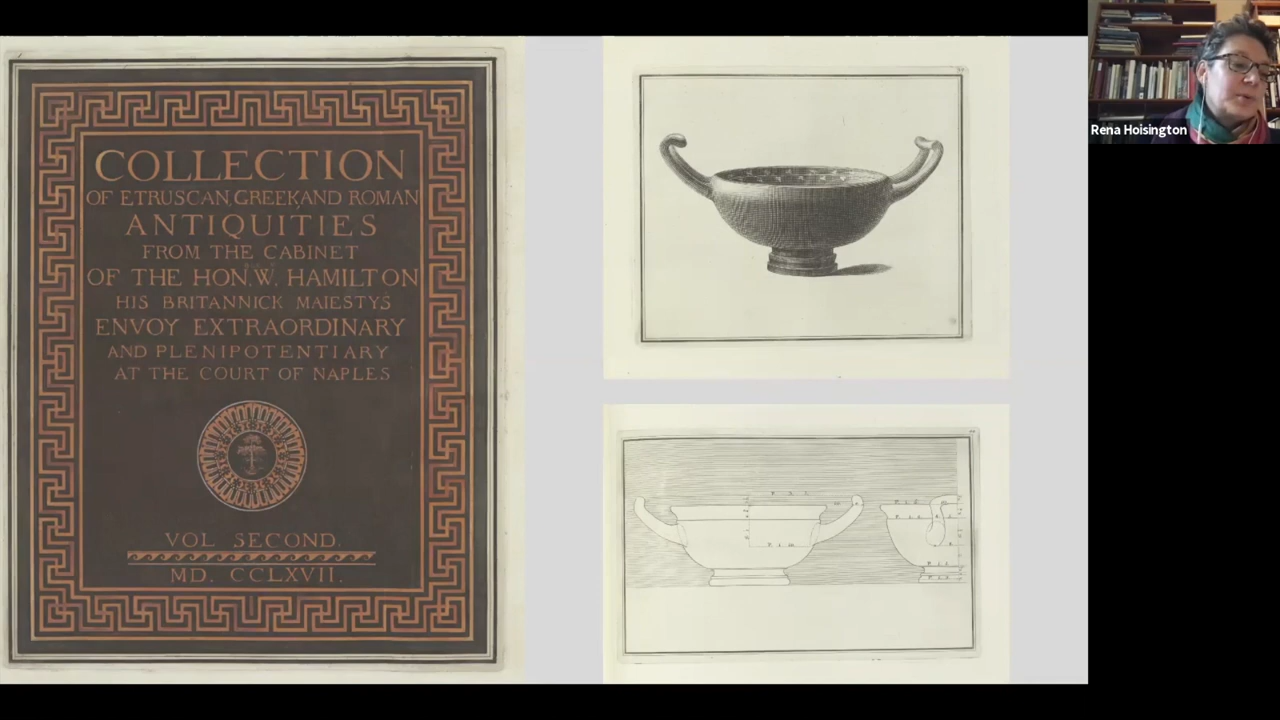 COLLECTION
OF ETRUSCAN, GREEK, AND ROMAN
ANTIQUITIES
FROM THE CABINET
OF THE HON. W. HAMILTON
HIS BRITANNICK MAIESTYS
ENVOY EXTRAORDINARY
AND PLENIPOTENTIARY
AT THE COURT OF NAPLES
VOL SECOND.
MD. CCLXVII.
Rena Hoisington